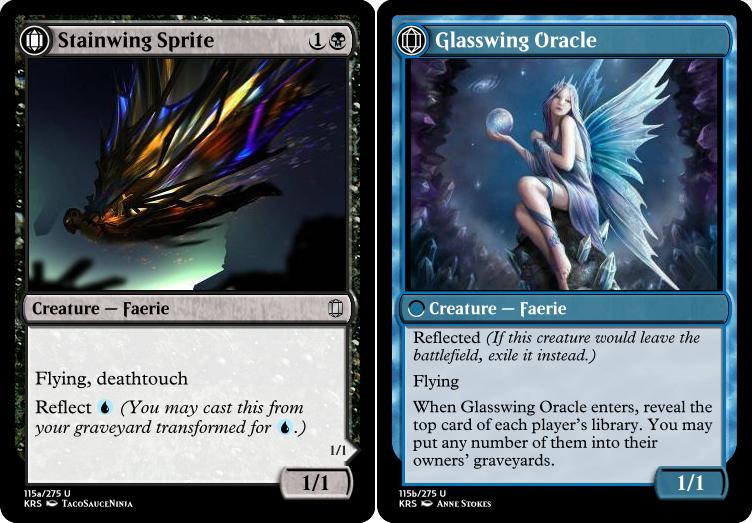 Stainwing Sprite 1
Creature — Faerie
Flying, deathtouch
Reflect (You may cast this from
your graveyard transformed for .)
1/1
1/1
115a/275 U
KRS TacoSauceNinja
Glasswing Oracle
Creature — Faerie
Reflected (If this creature would leave the
battlefield, exile it instead.)
Flying
When Glasswing Oracle enters, reveal the
top card of each player's library. You may
put any number of them into their
owners' graveyards.
1/1
115b/275 U
KRS Anne Stokes